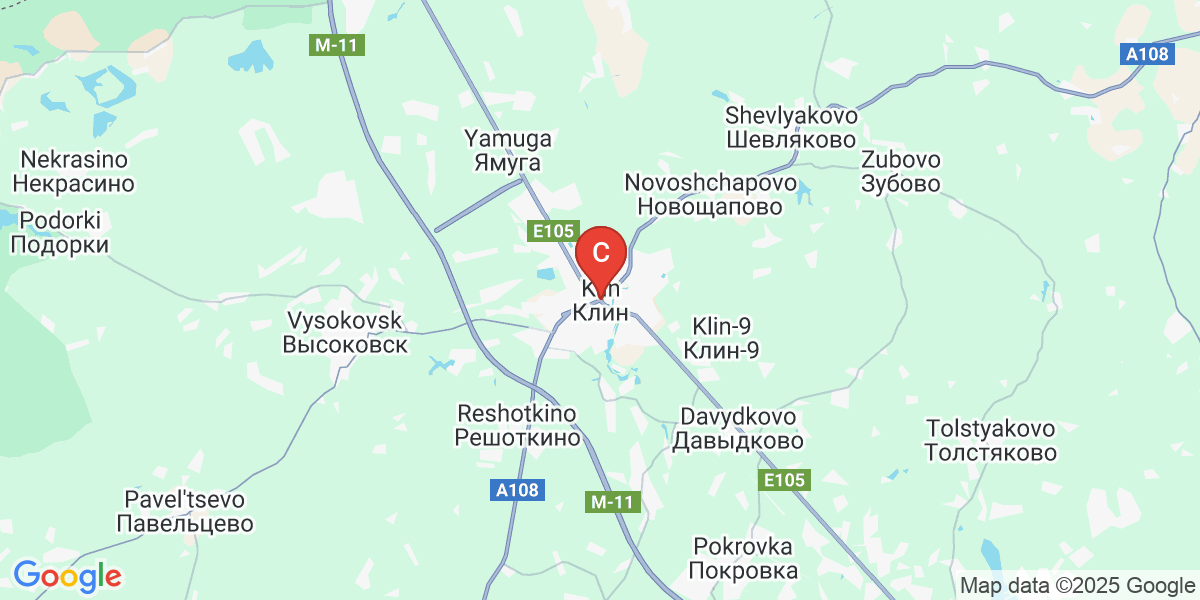 M-11
A108
Shevlyakovo
Шевляково
Yamuga
Ямуга
Nekrasino
Некрасино
Zubovo
Зубово
Novoshchapovo
Новощапово
Podorki
Подорки
E105
C
Klin
Клин
Vysokovsk
Высоковск
Klin-9
Клин-9
Reshotkino
Решоткино
Davydkovo
Давыдково
Tolstyakovo
Толстяково
E105
A108
M-11
Pavel'tsevo
Павельцево
Pokrovka
Покровка
Google
Map data ©2025 Google